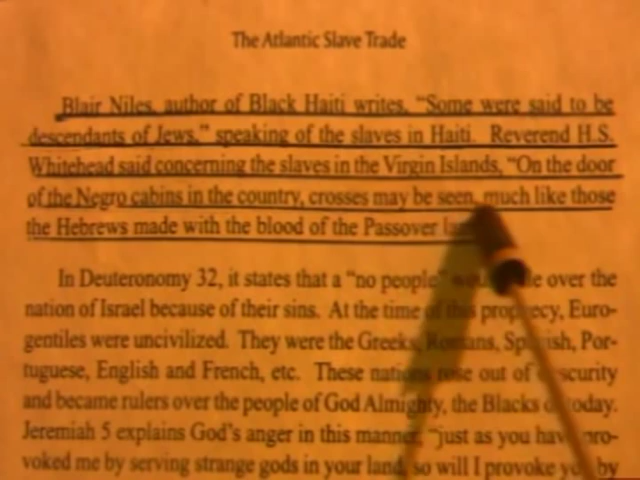 The Atlantic Slave Trade
Blair Niles, author of Black Haiti writes, "Some were said to be
descendants of Jews," speaking of the slaves in Haiti. Reverend H.S.
Whitehead said concerning the slaves in the Virgin Islands, "On the door
of the Negro cabins in the country, crosses may be seen, much like those
the Hebrews made with the blood of the Passover
In Deuteronomy 32, it states that a "no people" over the
nation of Israel because of their sins. At the time of this prophecy, Euro-
gentiles were uncivilized. They were the Greeks, Romans, Spanish, Por-
tuguese, English and French, etc. These nations rose out of obscurity
and became rulers over the people of God Almighty, the Blacks of today.
Jeremiah 5 explains God's anger in this manner, "just as you have pro-
voked me by serving strange gods in your land, so will I provoke you by